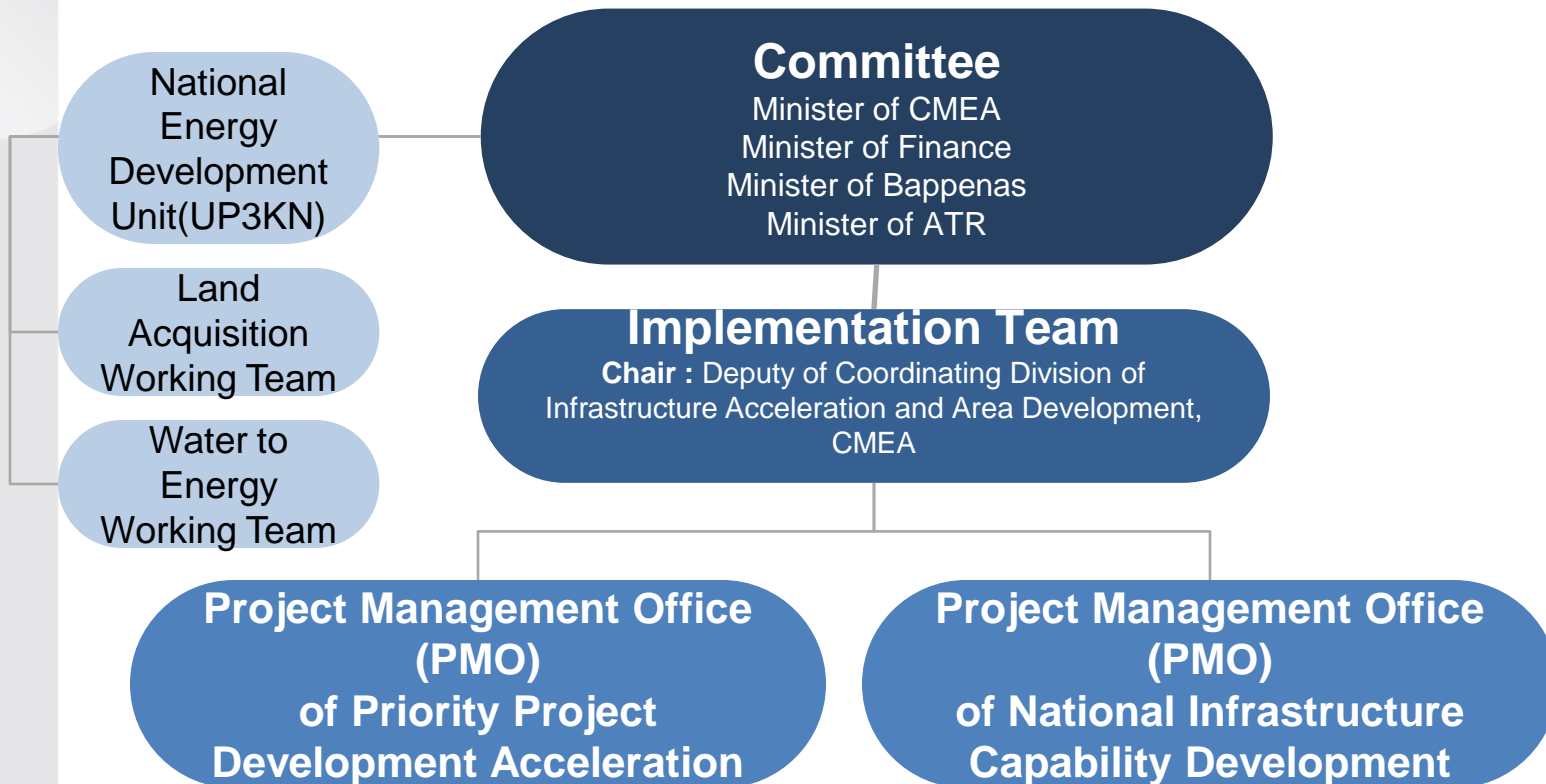 National
Energy
Development
Unit(UP3KN)
Land
Acquisition
Working Team
Water to
Energy
Working Team
Committee
Minister of CMEA
Minister of Finance
Minister of Bappenas
Minister of ATR
Implementation Team
Chair : Deputy of Coordinating Division of
Infrastructure Acceleration and Area Development,
CMEA
Project Management Office
(PMO)
of Priority Project
Development Acceleration
Project Management Office
(PMO)
of National Infrastructure
Capability Development